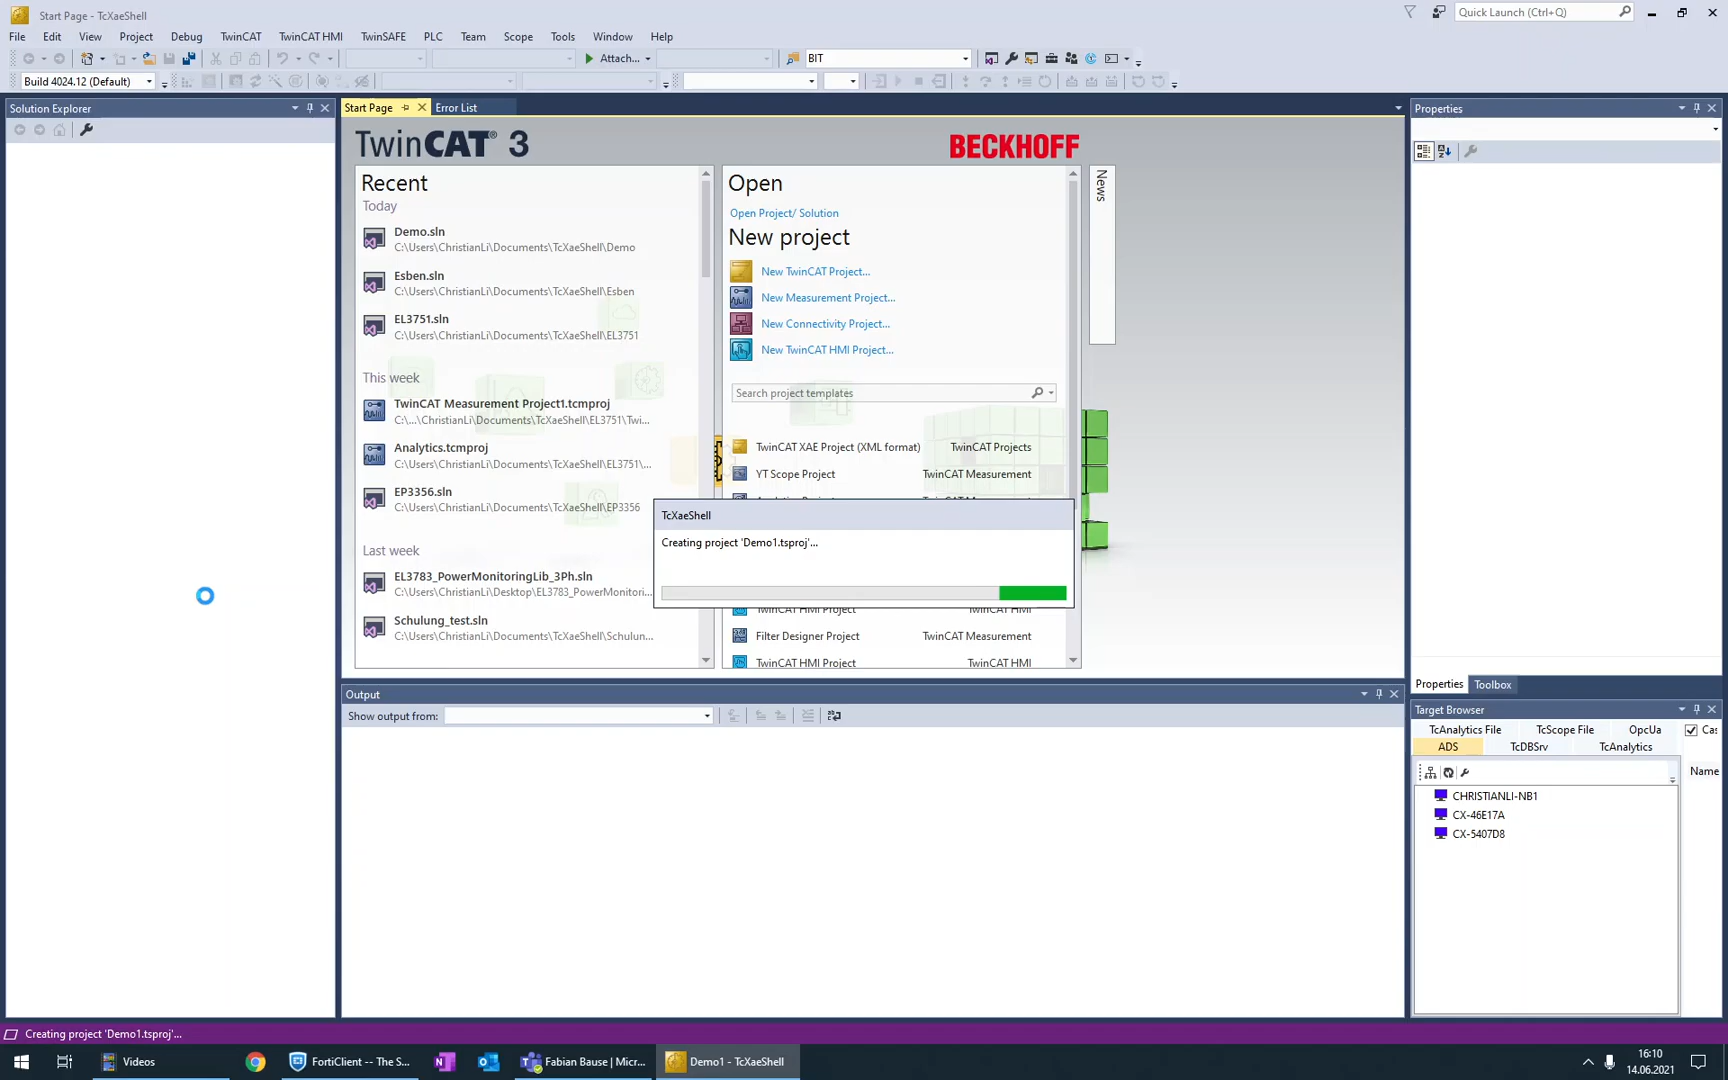 Start Page - TcXaeShell
Quick Launch (Ctrl+Q)
File Edit View Project Debug TwinCAT TwinCAT HMI TwinSAFE PLC Team Scope Tools Window Help
Attach...
BIT
Build 4024.12 (Default)
Solution Explorer
Start Page
Error List
Properties
TwinCAT® 3
BECKHOFF
Recent
Today
Demo.sln
C:\Users\ChristianLi\Documents\TcXaeShell\Demo
Esben.sln
C:\Users\ChristianLi\Documents\TcXaeShell\Esben
EL3751.sln
C:\Users\ChristianLi\Documents\TcXaeShell\EL3751
This week
TwinCAT Measurement Project1.tcmproj
C:\...\ChristianLi\Documents\TcXaeShell\EL3751\Twi...
Analytics.tcmproj
C:\Users\ChristianLi\Documents\TcXaeShell\EL3751\...
EP3356.sln
C:\Users\ChristianLi\Documents\TcXaeShell\EP3356
Last week
EL3783_PowerMonitoringLib_3Ph.sln
C:\Users\ChristianLi\Desktop\EL3783_PowerMonitori...
Schulung_test.sln
C:\Users\ChristianLi\Documents\TcXaeShell\Schulun...
Open
Open Project/ Solution
New project
New TwinCAT Project...
New Measurement Project...
New Connectivity Project...
New TwinCAT HMI Project...
Search project templates
TwinCAT XAE Project (XML format) TwinCAT Projects
YT Scope Project TwinCAT Measurement
TcXaeShell
Creating project 'Demo1.tsproj'...
TwinCAT HMI Project TwinCAT HMI
Filter Designer Project TwinCAT Measurement
TwinCAT HMI Project TwinCAT HMI
News
Output
Show output from:
Properties Toolbox
Target Browser
TcAnalytics File TcScope File OpcUa
ADS TcDBSrv TcAnalytics
Cas
Name
CHRISTIANLI-NB1
CX-46E17A
CX-5407D8
Creating project 'Demo1.tsproj'...
Videos
FortiClient -- The S...
Fabian Bause | Micr...
Demo1 - TcXaeShell
16:10
14.06.2021